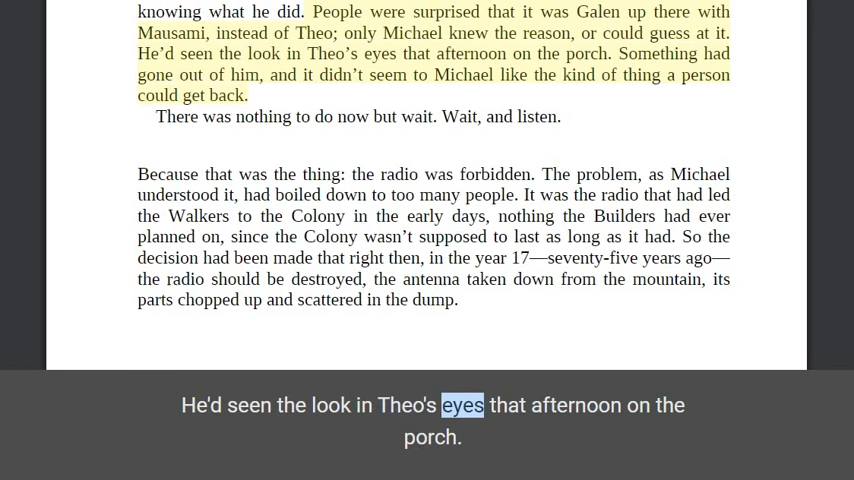 knowing what he did. People were surprised that it was Galen up there with
Mausami, instead of Theo; only Michael knew the reason, or could guess at it.
He’d seen the look in Theo’s eyes that afternoon on the porch. Something had
gone out of him, and it didn’t seem to Michael like the kind of thing a person
could get back.
There was nothing to do now but wait. Wait, and listen.
Because that was the thing: the radio was forbidden. The problem, as Michael
understood it, had boiled down to too many people. It was the radio that had led
the Walkers to the Colony in the early days, nothing the Builders had ever
planned on, since the Colony wasn’t supposed to last as long as it had. So the
decision had been made that right then, in the year 17—seventy-five years ago—
the radio should be destroyed, the antenna taken down from the mountain, its
parts chopped up and scattered in the dump.
He'd seen the look in Theo's eyes that afternoon on the
porch.